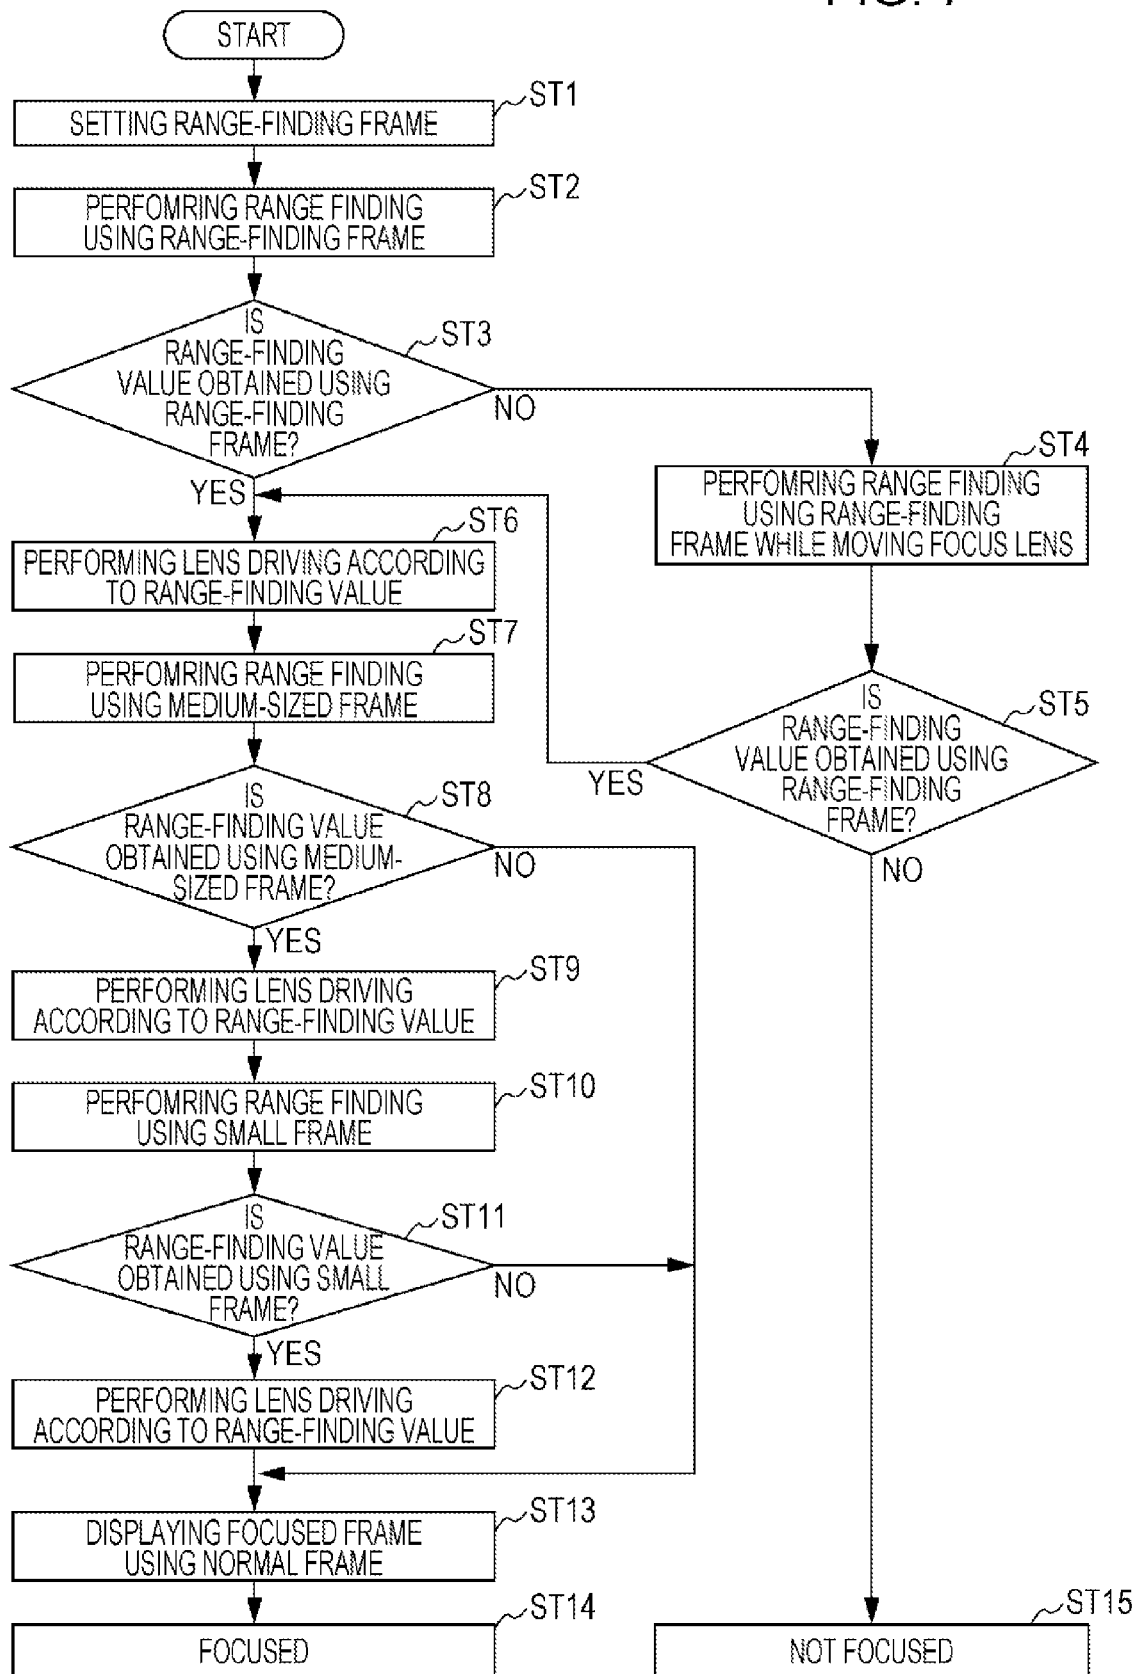 START
ST1
SETTING RANGE-FINDING FRAME
ST2
PERFOMRING RANGE FINDING
USING RANGE-FINDING FRAME
IS
RANGE-FINDING
VALUE OBTAINED USING
RANGE-FINDING
FRAME?
ST3
NO
YES
ST4
PERFOMRING RANGE FINDING
USING RANGE-FINDING
FRAME WHILE MOVING FOCUS LENS
ST6
PERFORMING LENS DRIVING ACCORDING
TO RANGE-FINDING VALUE
ST7
PERFOMRING RANGE FINDING
USING MEDIUM-SIZED FRAME
IS
RANGE-FINDING
VALUE OBTAINED USING
RANGE-FINDING
FRAME?
ST5
YES
NO
IS
RANGE-FINDING VALUE
OBTAINED USING MEDIUM-
SIZED FRAME?
ST8
NO
YES
ST9
PERFORMING LENS DRIVING
ACCORDING TO RANGE-FINDING VALUE
ST10
PERFOMRING RANGE FINDING
USING SMALL FRAME
IS
RANGE-FINDING VALUE
OBTAINED USING SMALL
FRAME?
ST11
NO
YES
ST12
PERFORMING LENS DRIVING
ACCORDING TO RANGE-FINDING VALUE
ST13
DISPLAYING FOCUSED FRAME
USING NORMAL FRAME
ST14
FOCUSED
ST15
NOT FOCUSED